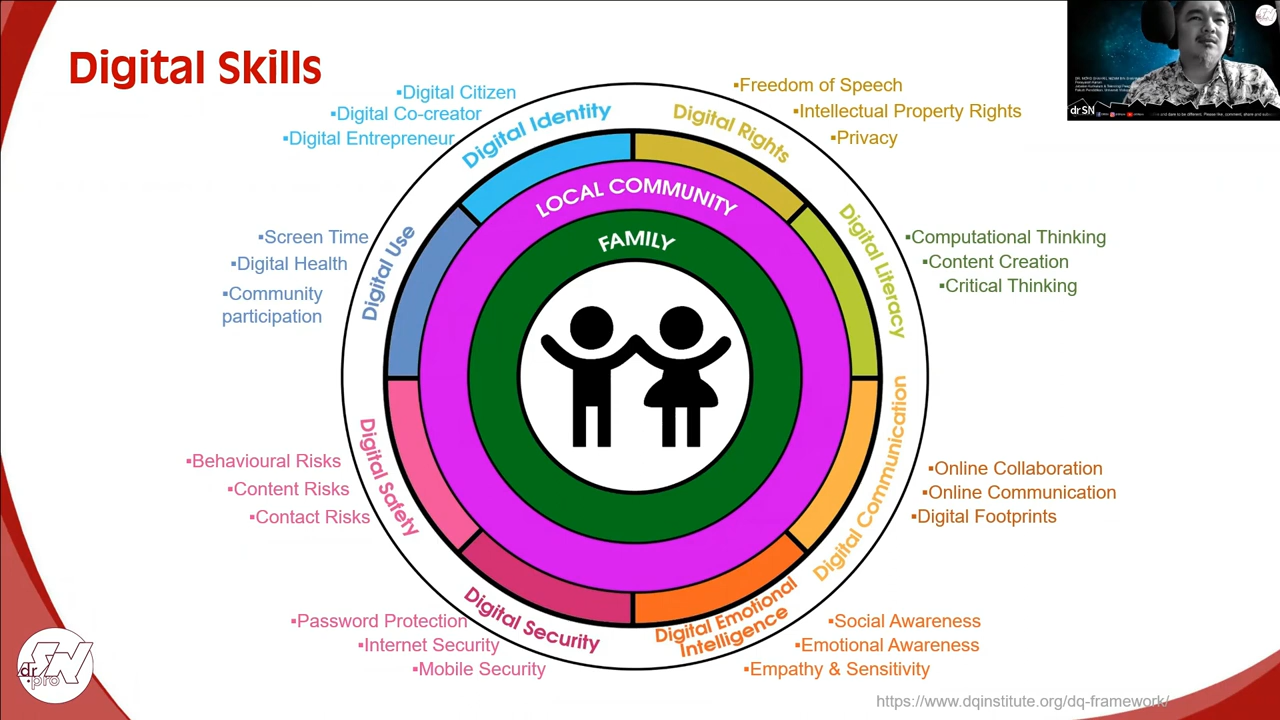 Digital Skills
▪Digital Citizen
▪Digital Co-creator
▪Digital Entrepreneur
Digital Identity
Digital Rights
▪Freedom of Speech
▪Intellectual Property Rights
▪Privacy
LOCAL COMMUNITY
FAMILY
▪Screen Time
▪Digital Health
▪Community
participation
Digital Use
Digital Literacy
▪Computational Thinking
▪Content Creation
▪Critical Thinking
▪Behavioural Risks
▪Content Risks
▪Contact Risks
Digital Safety
Digital Communication
▪Online Collaboration
▪Online Communication
▪Digital Footprints
▪Password Protection
▪Internet Security
▪Mobile Security
Digital Security
Digital Emotional
Intelligence
▪Social Awareness
▪Emotional Awareness
▪Empathy & Sensitivity
https://www.dqinstitute.org/dq-framework/
dr SN
dr
SN
.pro